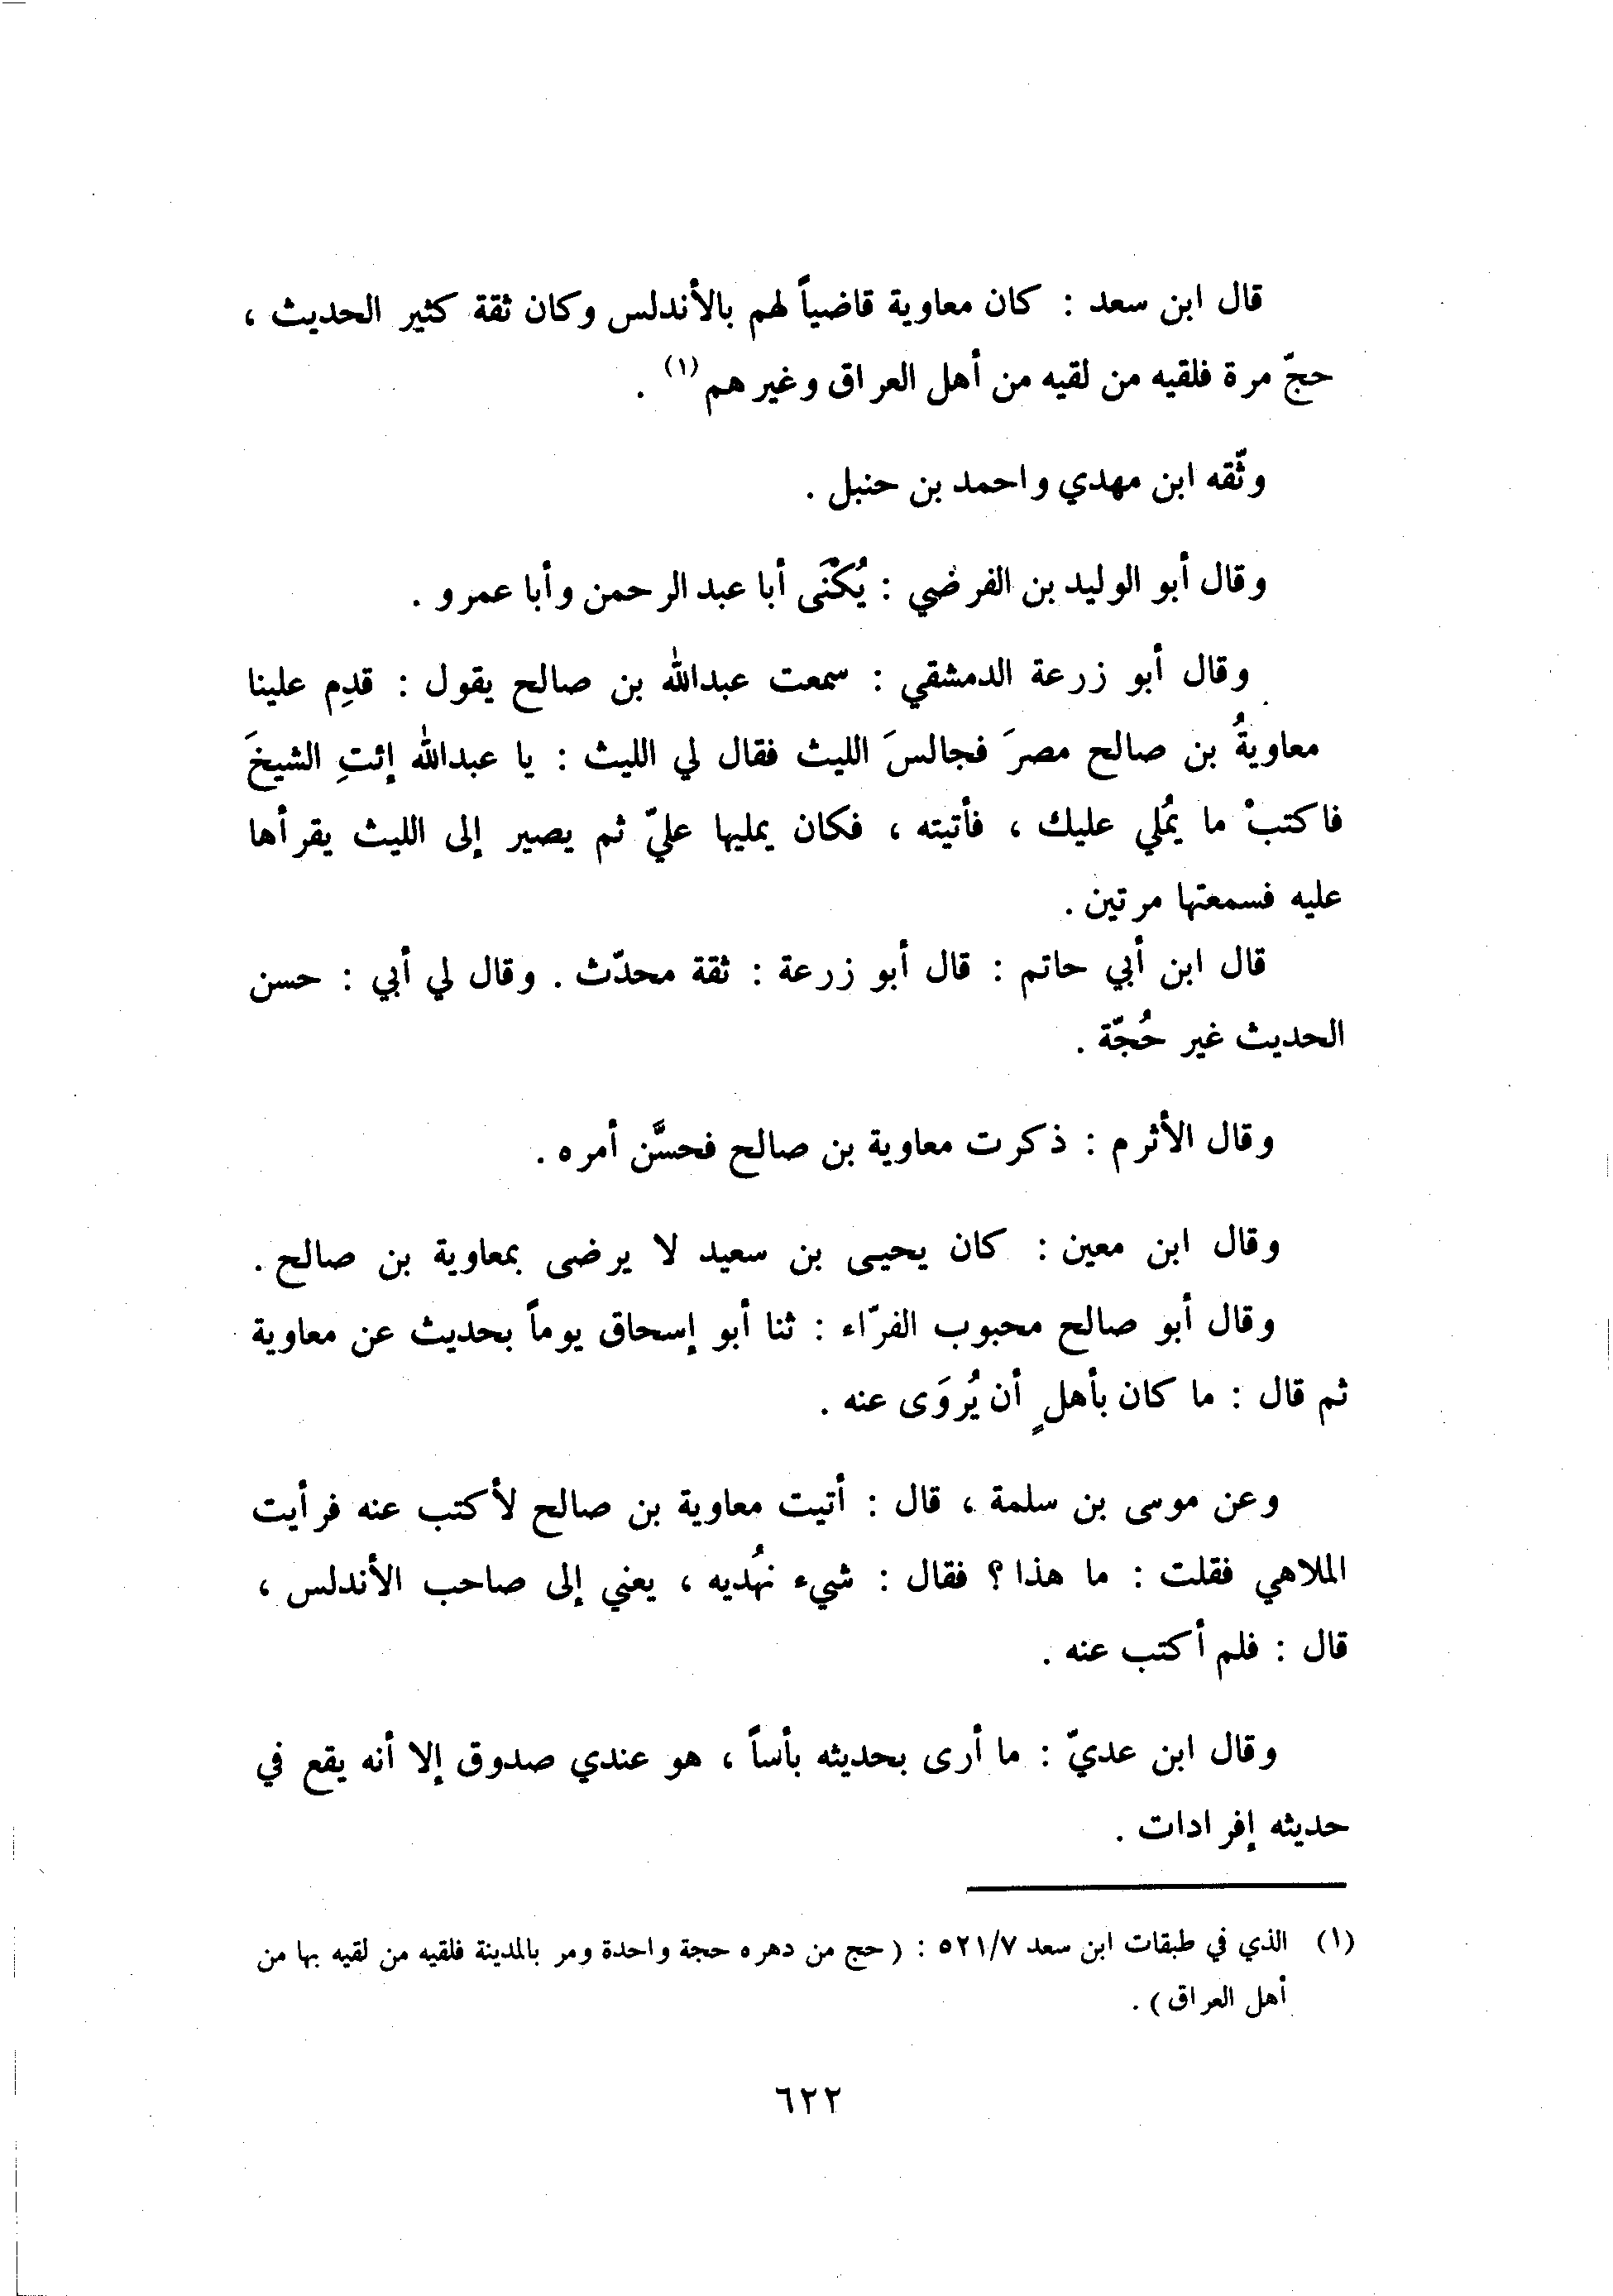 قال ابن سعد : كان معاوية قاضياً لهم بالأندلس وكان ثقة كثير الحديث ،
حجّ مرة فلقيه من لقيه من أهل العراق وغيرهم (١) .
وثّقه ابن مهدي واحمد بن حنبل .
وقال أبو الوليد بن الفرضي : يُكْنَى أبا عبد الرحمن وأبا عمرو .
وقال أبو زرعة الدمشقي : سمعت عبدالله بن صالح يقول : قدِم علينا
معاويةُ بن صالح مصرَ فجالسَ الليث فقال لي الليث : يا عبدالله إئتِ الشيخَ
فاكتبْ ما يُملي عليك ، فأتيته ، فكان يمليها عليّ ثم يصير إلى الليث يقرأها
عليه فسمعتها مرتين .
قال ابن أبي حاتم : قال أبو زرعة : ثقة محدّث . وقال لي أبي : حسن
الحديث غير حُجّة .
وقال الأثرم : ذكرت معاوية بن صالح فحسَّن أمره .
وقال ابن معين : كان يحيى بن سعيد لا يرضى بمعاوية بن صالح .
وقال أبو صالح محبوب الفرّاء : ثنا أبو إسحاق يوماً بحديث عن معاوية
ثم قال : ما كان بأهلٍ أن يُروَى عنه .
وعن موسى بن سلمة ، قال : أتيت معاوية بن صالح لأكتب عنه فرأيت
الملاهي فقلت : ما هذا ؟ فقال : شيء نهُديه ، يعني إلى صاحب الأندلس ،
قال : فلم أكتب عنه .
وقال ابن عديّ : ما أرى بحديثه بأساً ، هو عندي صدوق إلا أنه يقع في
حديثه إفرادات .
(١) الذي في طبقات ابن سعد ٥٢١/٧ : ( حج من دهره حجة واحدة ومر بالمدينة فلقيه من لقيه بها من
أهل العراق ) .
٦٢٢